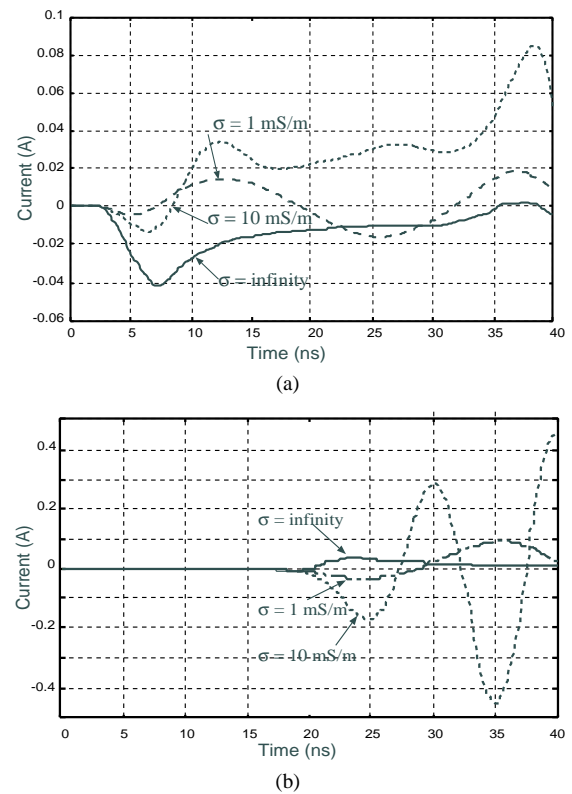 0.1
0.08
0.06
0.04
0.02
0
-0.02
-0.04
-0.06
Current (A)
σ = 1 mS/m
σ = 10 mS/m
σ = infinity
0 5 10 15 20 25 30 35 40
Time (ns)
(a)
0.4
0.2
0
-0.2
-0.4
Current (A)
σ = infinity
σ = 1 mS/m
σ = 10 mS/m
0 5 10 15 20 25 30 35 40
Time (ns)
(b)